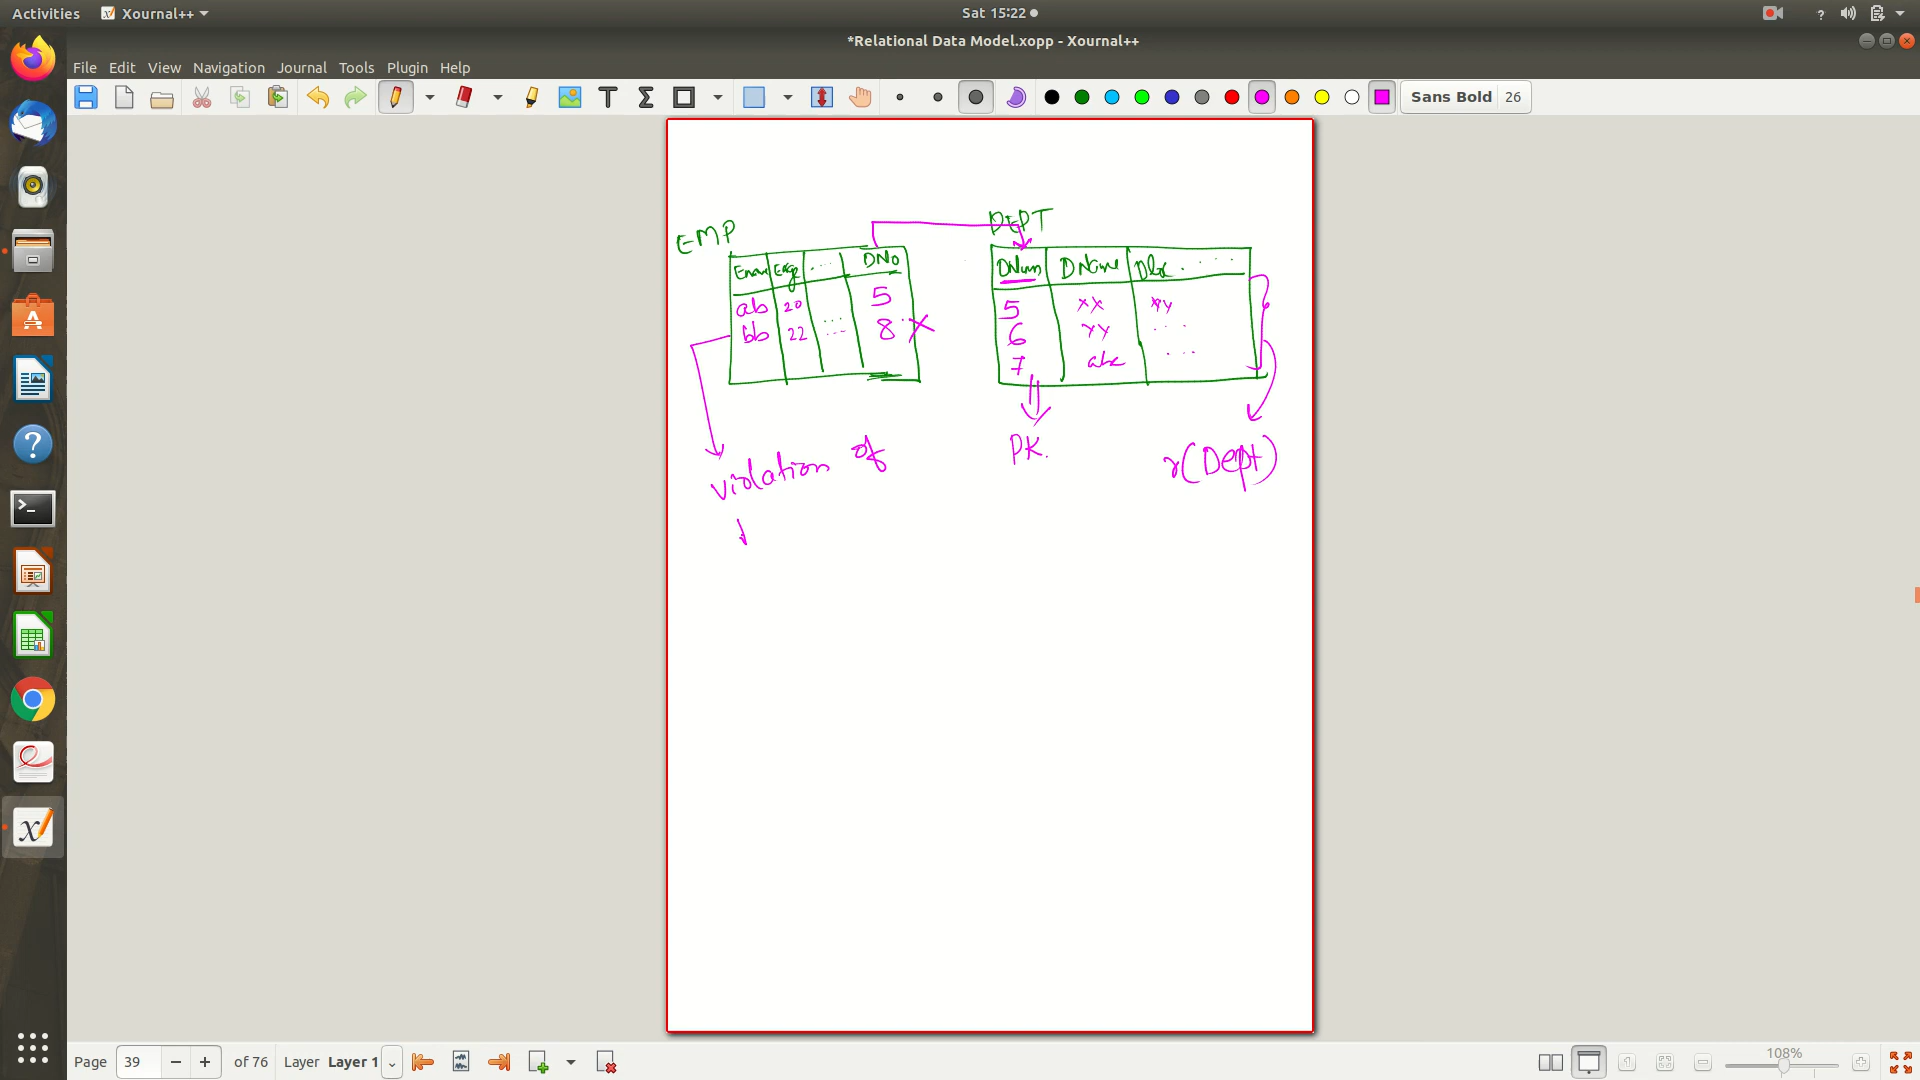 Activities Xournal++ Sat 15:22 ?
*Relational Data Model.xopp - Xournal++
File Edit View Navigation Journal Tools Plugin Help
Sans Bold 26
EMP DEPT
DNo DNum DName
ab 20 5 5 xx xy
bb 22 ... 8 X 6 xy ....
7 abc ...
PK.
violation of r(Dept)
Page 39 of 76 Layer Layer 1 108%